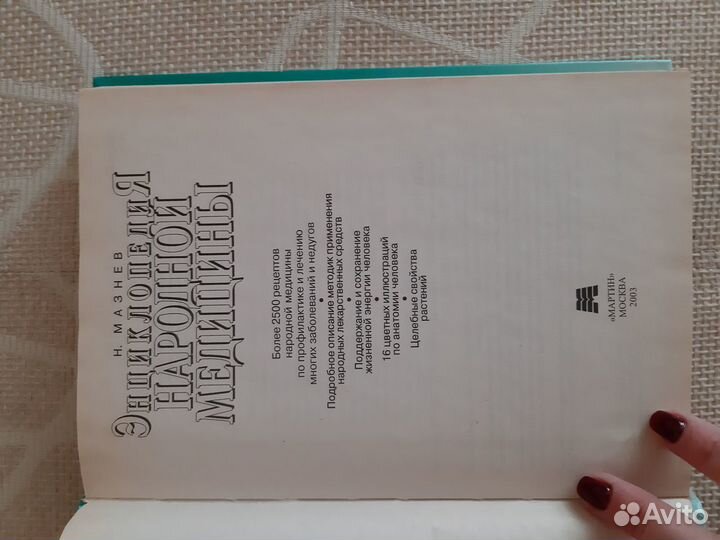 Н. МАЗНЕВ
ЭНЦИКЛОПЕДИЯ
НАРОДНОЙ
МЕДИЦИНЫ
Более 2500 рецептов
народной медицины
по профилактике и лечению
многих заболеваний и недугов
•
Подробное описание методик применения
народных лекарственных средств
•
Поддержание и сохранение
жизненной энергии человека
•
16 цветных иллюстраций
по анатомии человека
•
Целебные свойства
растений
«МАРТИН»
МОСКВА
2003
Avito